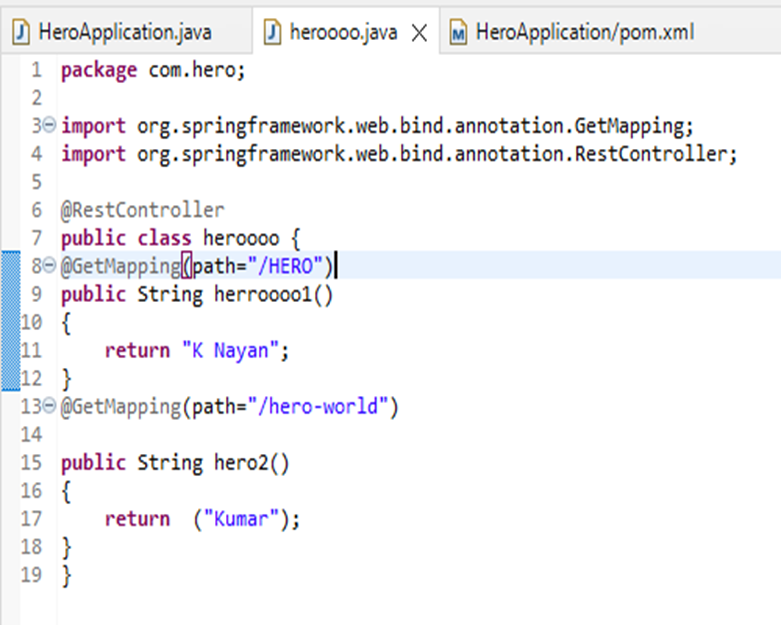 HeroApplication.java heroooo.java HeroApplication/pom.xml
1 package com.hero;
2
3 import org.springframework.web.bind.annotation.GetMapping;
4 import org.springframework.web.bind.annotation.RestController;
5
6 @RestController
7 public class heroooo {
8 @GetMapping(path="/HERO")
9 public String herroooo1()
10 {
11 return "K Nayan";
12 }
13 @GetMapping(path="/hero-world")
14
15 public String hero2()
16 {
17 return ("Kumar");
18 }
19 }